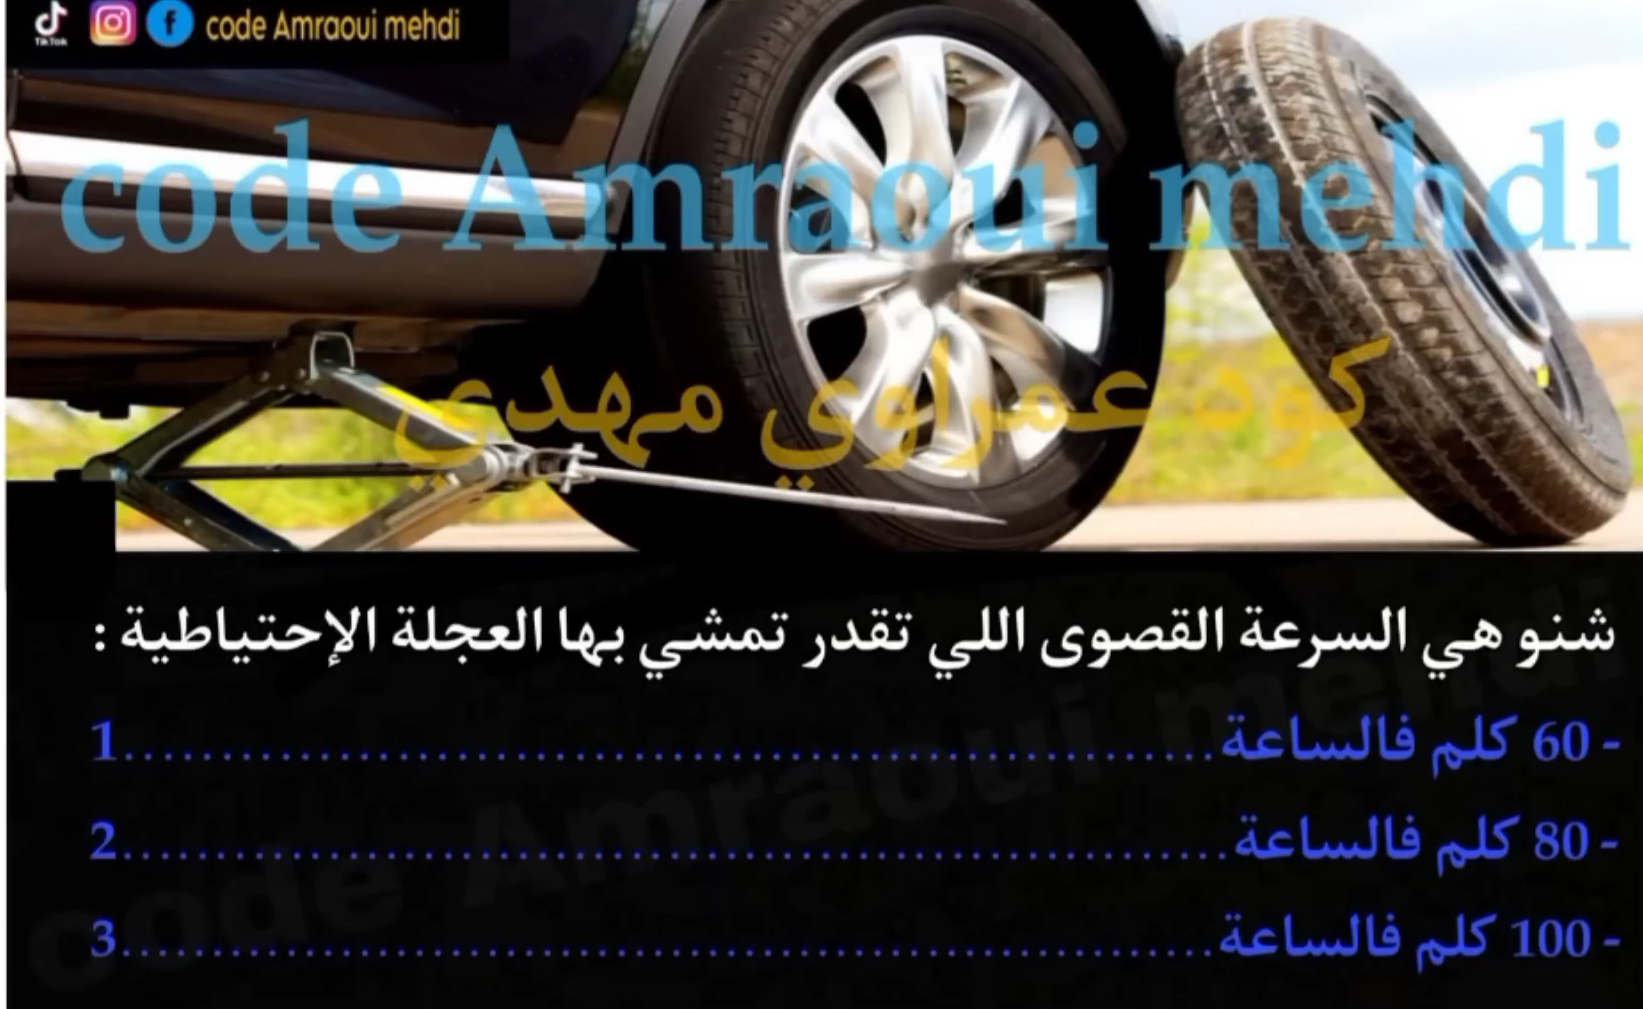 TikTok code Amraoui mehdi
code Amraoui mehdi
كود عمراوي مهدي
شنو هي السرعة القصوى اللي تقدر تمشي بها العجلة الإحتياطية :
- 60 كلم فالساعة......................................................1
- 80 كلم فالساعة......................................................2
- 100 كلم فالساعة......................................................3
code Amraoui mehdi